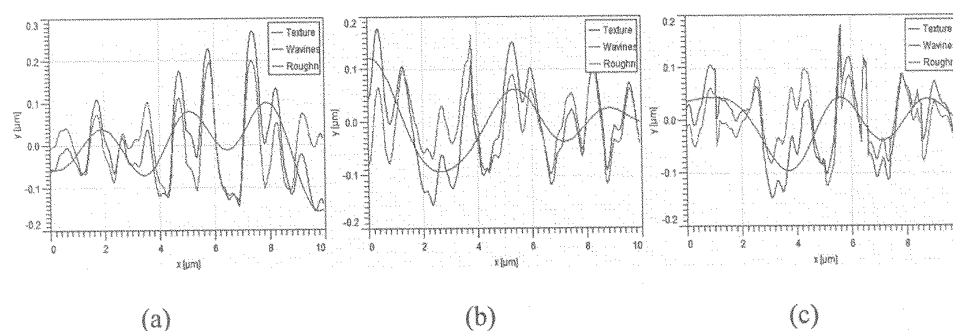 0.3
0.2
0.1
0.0
-0.1
-0.2
y [µm]
0 2 4 6 8 10
x [µm]
Texture
Wavines
Roughn
(a)
0.2
0.1
0.0
-0.1
-0.2
y [µm]
0 2 4 6 8 10
x [µm]
Texture
Wavines
Roughn
(b)
0.2
0.1
0.0
-0.1
-0.2
y [µm]
0 2 4 6 8
x [µm]
Texture
Wavines
Roughn
(c)